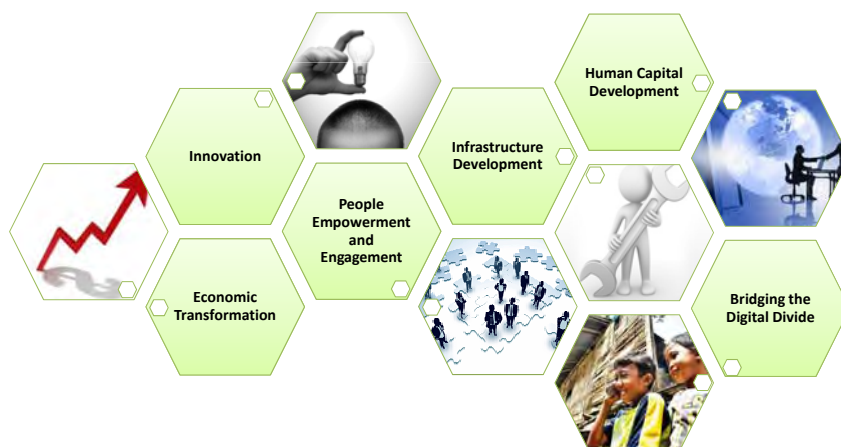 Human Capital
Development
Innovation
Infrastructure
Development
People
Empowerment
and
Engagement
Economic
Transformation
Bridging the
Digital Divide